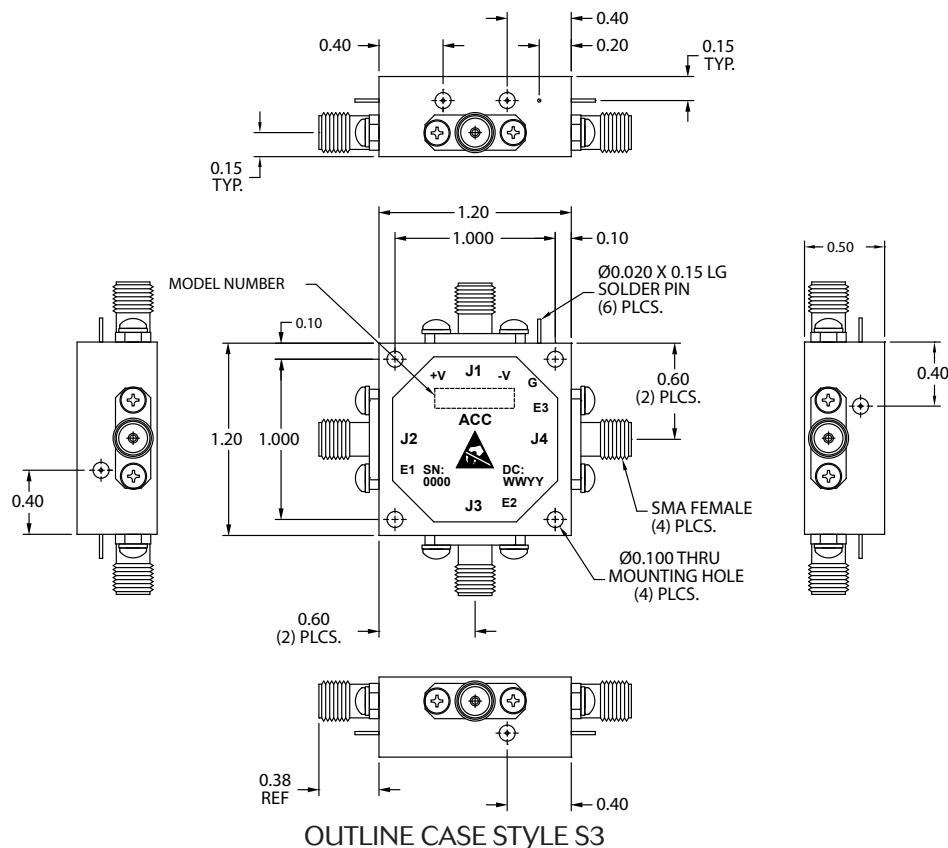 0.40
0.40
0.20
0.15
TYP.
0.15
TYP.
1.20
1.000
0.10
0.50
MODEL NUMBER
Ø0.020 X 0.15 LG
SOLDER PIN
(6) PLCS.
0.10
+V
J1
-V
G
0.60
(2) PLCS.
0.40
E3
ACC
1.20
1.000
J2
J4
E1
SN:
0000
DC:
WWYY
0.40
J3
E2
SMA FEMALE
(4) PLCS.
Ø0.100 THRU
MOUNTING HOLE
(4) PLCS.
0.60
(2) PLCS.
0.38
REF
0.40
OUTLINE CASE STYLE S3